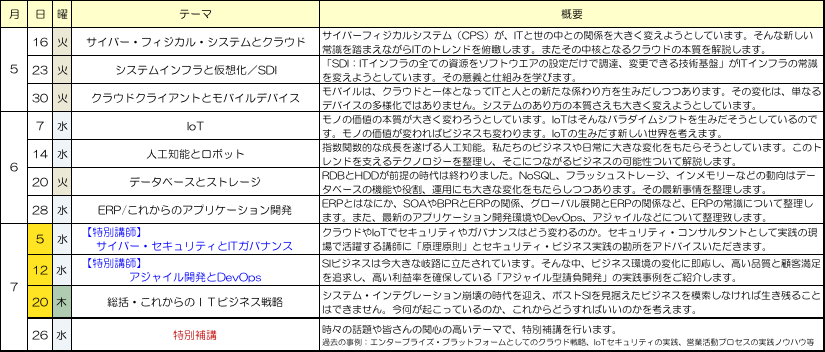 月 日 曜 テーマ 概要
5
16 火 サイバー・フィジカル・システムとクラウド
サイバーフィジカルシステム（CPS）が、ITと世の中との関係を大きく変えようとしています。そんな新しい
常識を踏まえながらITのトレンドを俯瞰します。またその中核となるクラウドの本質を解説します。
23 火 システムインフラと仮想化／SDI
「SDI：ITインフラの全ての資源をソフトウエアの設定だけで調達、変更できる技術基盤」がITインフラの常識
を変えようとしています。その意義と仕組みを学びます。
30 火 クラウドクライアントとモバイルデバイス
モバイルは、クラウドと一体となってITと人との新たな係わり方を生みだしつつあります。その変化は、単なる
デバイスの多様化ではありません。システムのあり方の本質さえも大きく変えようとしています。
6
7 水 IoT
モノの価値の本質が大きく変わろうとしています。IoTはそんなパラダイムシフトを生みだそうとしているので
す。モノの価値が変わればビジネスも変わります。IoTの生みだす新しい世界を考えます。
14 水 人工知能とロボット
指数関数的な成長を遂げる人工知能。私たちのビジネスや日常に大きな変化をもたらそうとしています。このト
レンドを支えるテクノロジーを整理し、そこにつながるビジネスの可能性ついて解説します。
20 火 データベースとストレージ
RDBとHDDが前提の時代は終わりました。NoSQL、フラッシュストレージ、インメモリーなどの動向はデー
タベースの機能や役割、運用にも大きな変化をもたらしつつあります。その最新事情を整理します。
28 水 ERP/これからのアプリケーション開発
ERPとはなにか、SOAやBPRとERPの関係、グローバル展開とERPの関係など、ERPの常識について整理し
ます。また、最新のアプリケーション開発環境やDevOps、アジャイルなどについて整理致します。
7
5 水 【特別講師】
サイバー・セキュリティとITガバナンス
クラウドやIoTでセキュリティやガバナンスはどう変わるのか。セキュリティ・コンサルタントとして実践の現
場で活躍する講師に「原理原則」とセキュリティ・ビジネス実践の勘所をアドバイスいただきます。
12 水 【特別講師】
アジャイル開発とDevOps
SIビジネスは今大きな岐路に立たされています。そんな中、ビジネス環境の変化に即応し、高い品質と顧客満足
を追求し、高い利益率を確保している「アジャイル型請負開発」の実践事例をご紹介します。
20 木 総括・これからのＩＴビジネス戦略
システム・インテグレーション崩壊の時代を迎え、ポストSIを見据えたビジネスを模索しなければ生き残ること
はできません。今何が起こっているのか、これからどうすればいいのかを考えます。
26 水 特別補講
時々の話題や皆さんの関心の高いテーマで、特別補講を行います。
過去の事例：エンタープライズ・プラットフォームとしてのクラウド戦略、IoTセキュリティの実践、営業活動プロセスの実践ノウハウ等